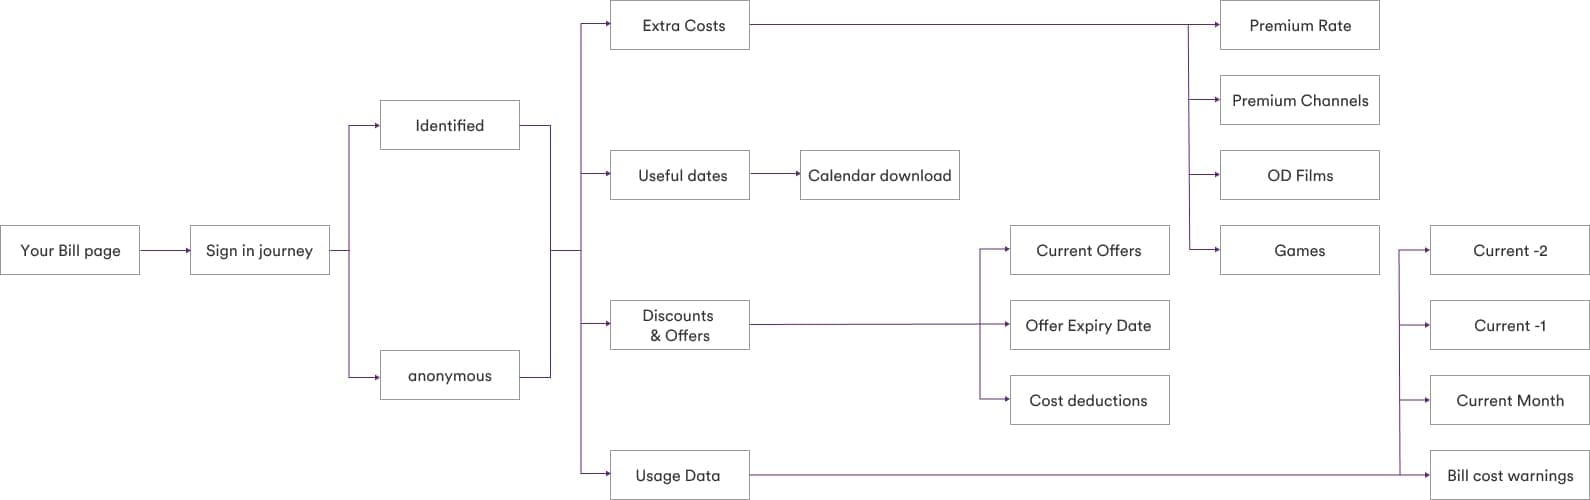 Extra Costs
Premium Rate
Premium Channels
Identified
Useful dates
Calendar download
OD Films
Your Bill page
Sign in journey
Current Offers
Games
Current -2
Discounts
& Offers
Offer Expiry Date
Current -1
anonymous
Cost deductions
Current Month
Usage Data
Bill cost warnings